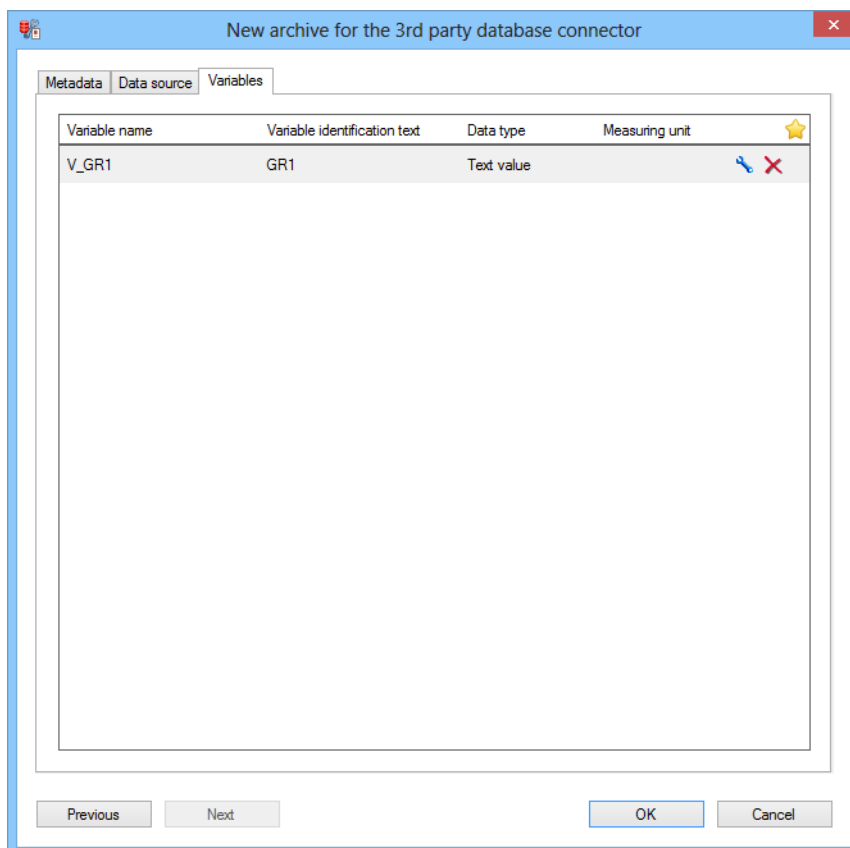 New archive for the 3rd party database connector
Metadata Data source Variables
Variable name Variable identification text Data type Measuring unit
V_GR1 GR1 Text value
Previous Next OK Cancel